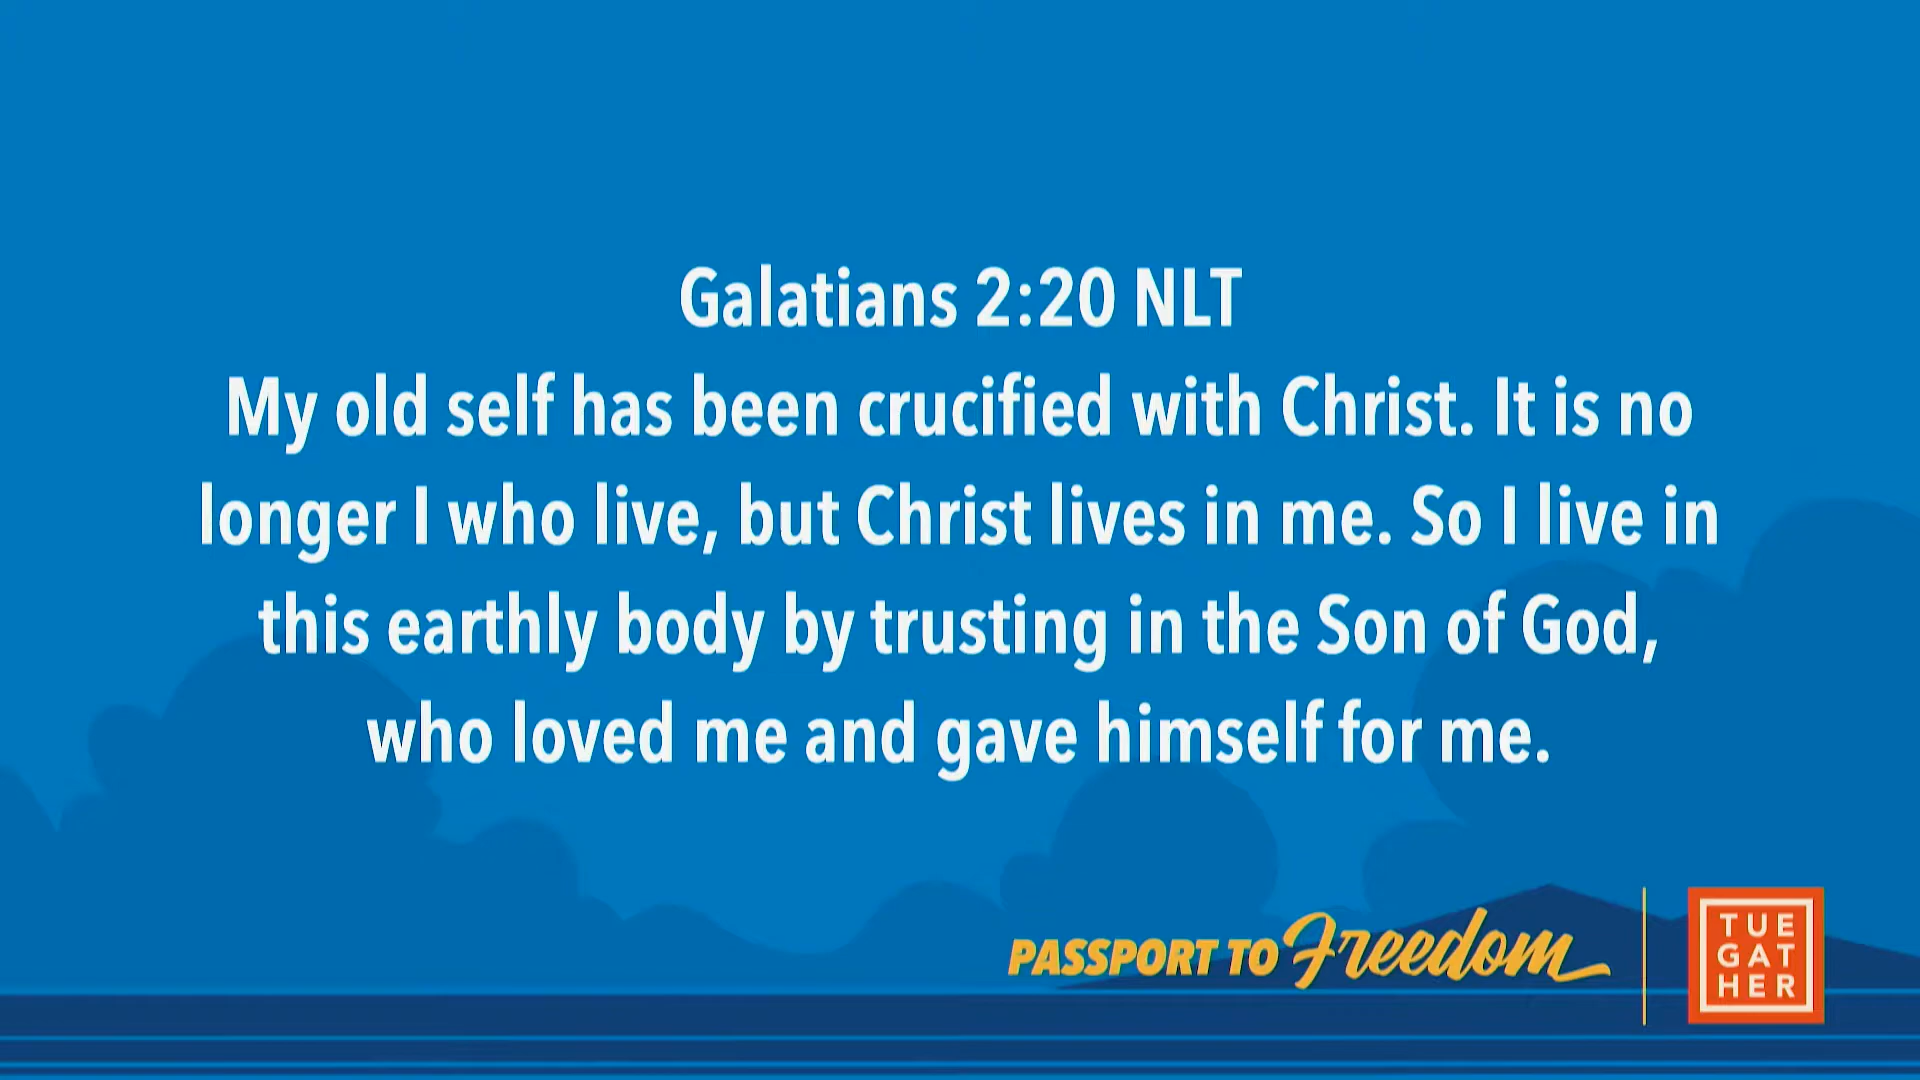 Galatians 2:20 NLT
My old self has been crucified with Christ. It is no
longer I who live, but Christ lives in me. So I live in
this earthly body by trusting in the Son of God,
who loved me and gave himself for me.
PASSPORT TO Freedom
TUE
GAT
HER